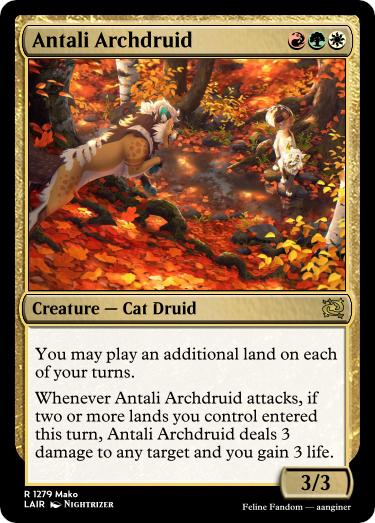 Antali Archdruid
Creature — Cat Druid
You may play an additional land on each
of your turns.
Whenever Antali Archdruid attacks, if
two or more lands you control entered
this turn, Antali Archdruid deals 3
damage to any target and you gain 3 life.
3/3
R 1279 Mako
LAIR Nightrizer
Feline Fandom — aanginer